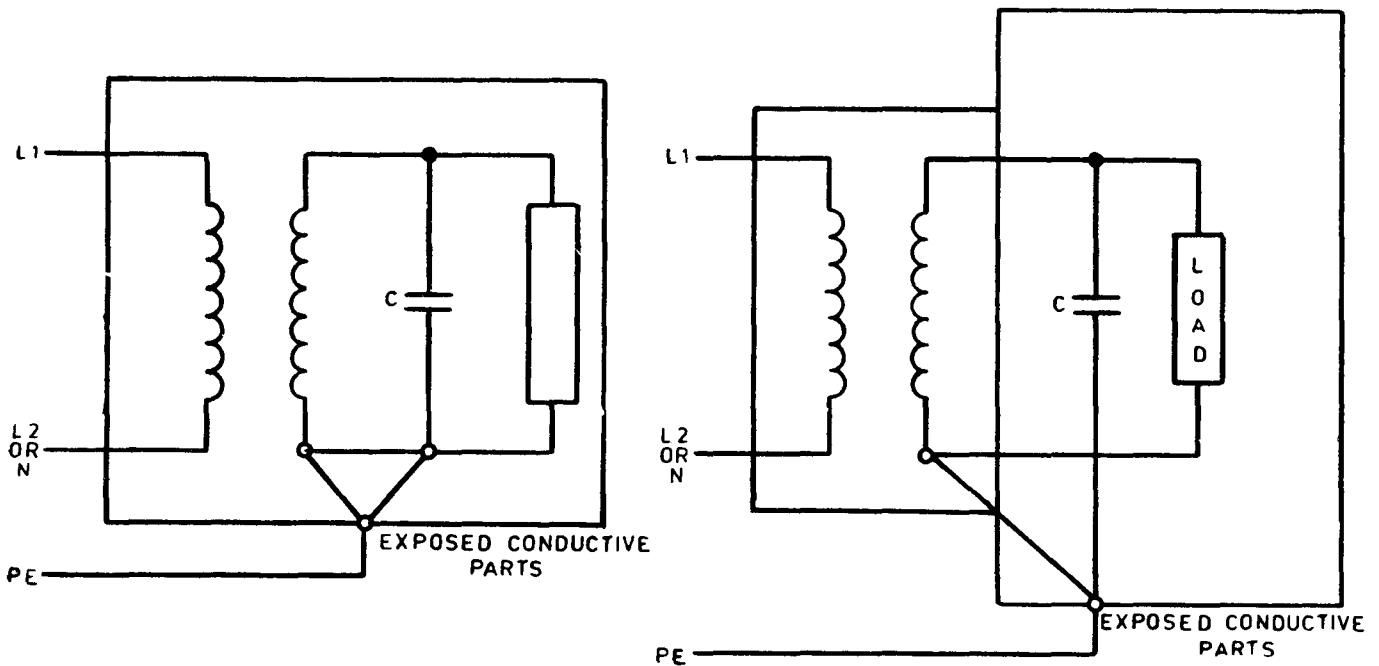 L1
C
L2
OR
N
EXPOSED CONDUCTIVE
PARTS
PE
L1
C
L
O
A
D
L2
OR
N
EXPOSED CONDUCTIVE
PARTS
PE